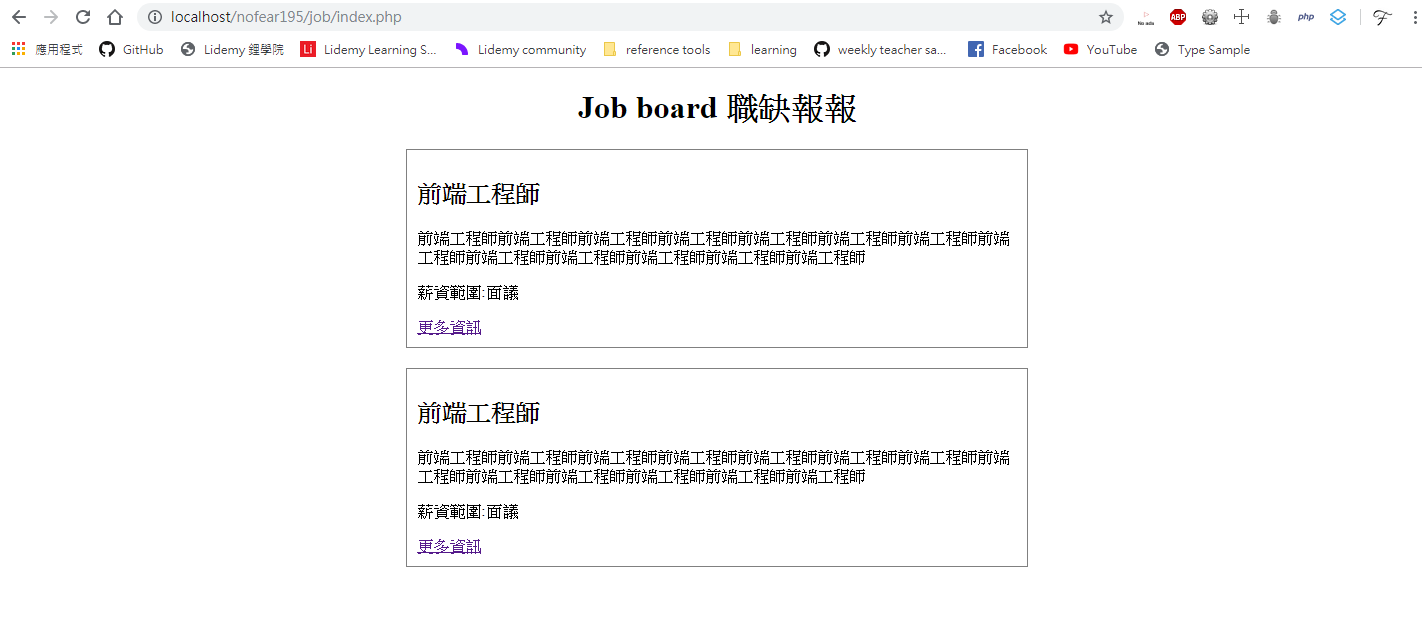 localhost/nofear195/job/index.php
No ads
ABP
php
應用程式 GitHub Lidemy 鋰學院 Li Lidemy Learning S... Lidemy community reference tools learning weekly teacher sa... Facebook YouTube Type Sample
Job board 職缺報報
前端工程師
前端工程師前端工程師前端工程師前端工程師前端工程師前端工程師前端工程師前端
工程師前端工程師前端工程師前端工程師前端工程師前端工程師
薪資範圍:面議
更多資訊
前端工程師
前端工程師前端工程師前端工程師前端工程師前端工程師前端工程師前端工程師前端
工程師前端工程師前端工程師前端工程師前端工程師前端工程師
薪資範圍:面議
更多資訊